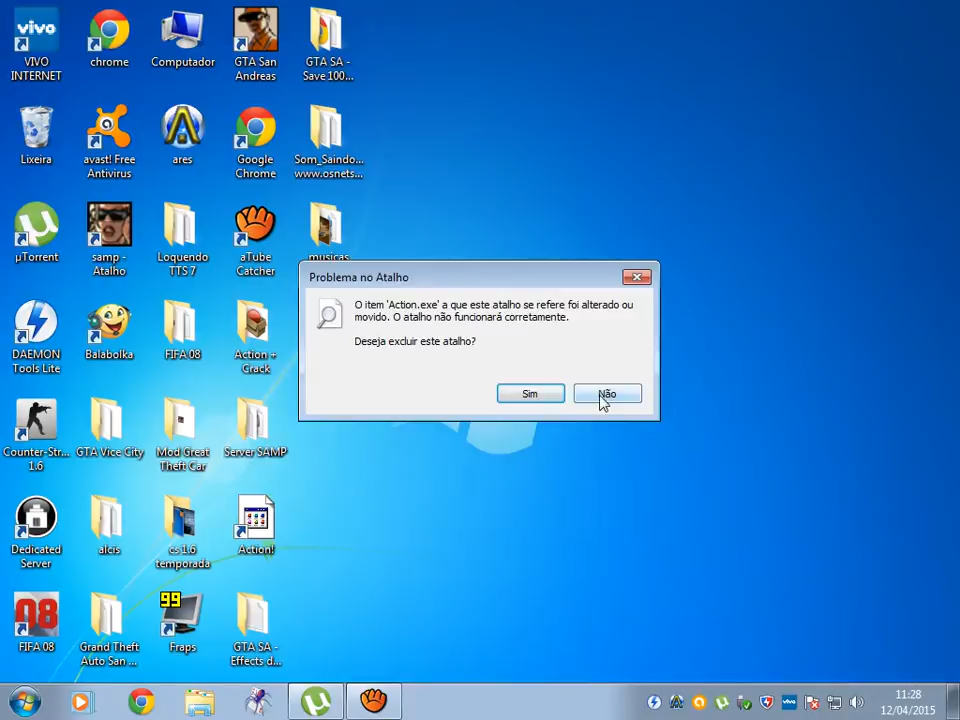 vivo
VIVO
INTERNET
chrome
Computador
GTA San
Andreas
GTA SA -
Save 100...
Lixeira
avast! Free
Antivirus
ares
Google
Chrome
Som_Saindo...
www.osnets...
µTorrent
samp -
Atalho
Loquendo
TTS 7
aTube
Catcher
musicas
DAEMON
Tools Lite
Balabolka
FIFA 08
Action +
Crack
Problema no Atalho
O item 'Action.exe' a que este atalho se refere foi alterado ou
movido. O atalho não funcionará corretamente.
Deseja excluir este atalho?
Sim
Não
Counter-Str...
1.6
GTA Vice City
Mod Great
Theft Car
Server SAMP
Dedicated
Server
alcis
cs 1.6
temporada
Action!
08
FIFA 08
Grand Theft
Auto San ...
99
Fraps
GTA SA -
Effects d...
vivo
11:28
12/04/2015